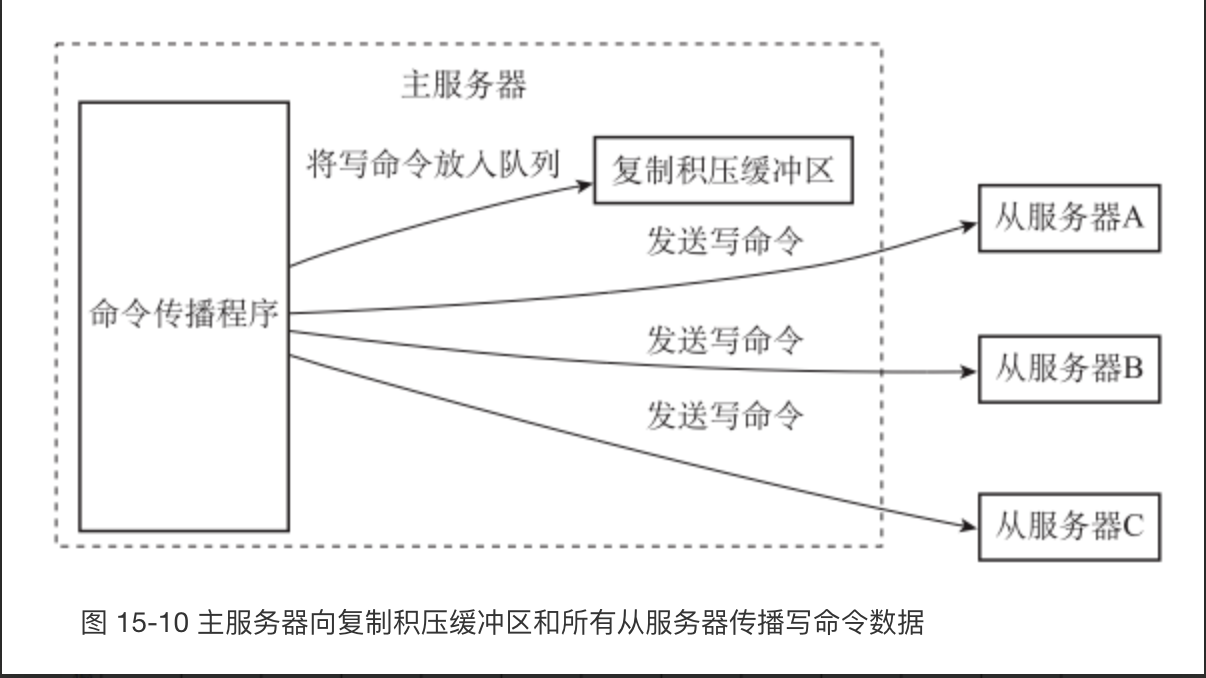 主服务器
将写命令放入队列
复制积压缓冲区
发送写命令
从服务器A
命令传播程序
发送写命令
从服务器B
发送写命令
从服务器C
图 15-10 主服务器向复制积压缓冲区和所有从服务器传播写命令数据